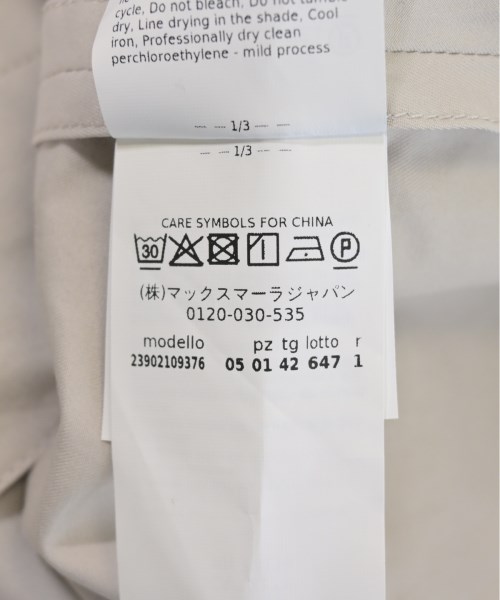 cycle, Do not bleach, Do not tumble
dry, Line drying in the shade, Cool
iron, Professionally dry clean
perchloroethylene - mild process
1/3
1/3
CARE SYMBOLS FOR CHINA
30 P
(株)マックスマーラジャパン
0120-030-535
modello pz tg lotto r
23902109376 05 01 42 647 1